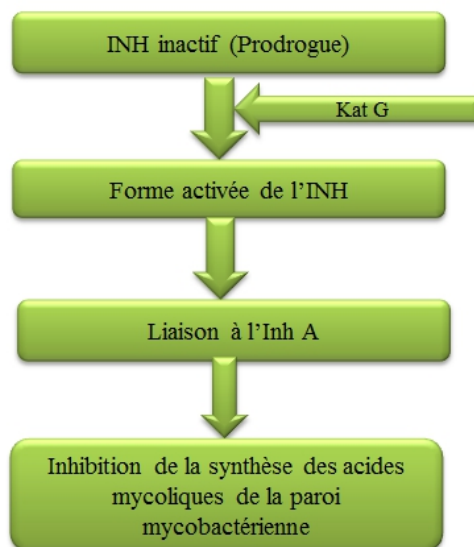 INH inactif (Prodrogue)
Kat G
Forme activée de l'INH
Liaison à l'Inh A
Inhibition de la synthèse des acides
mycoliques de la paroi
mycobactérienne